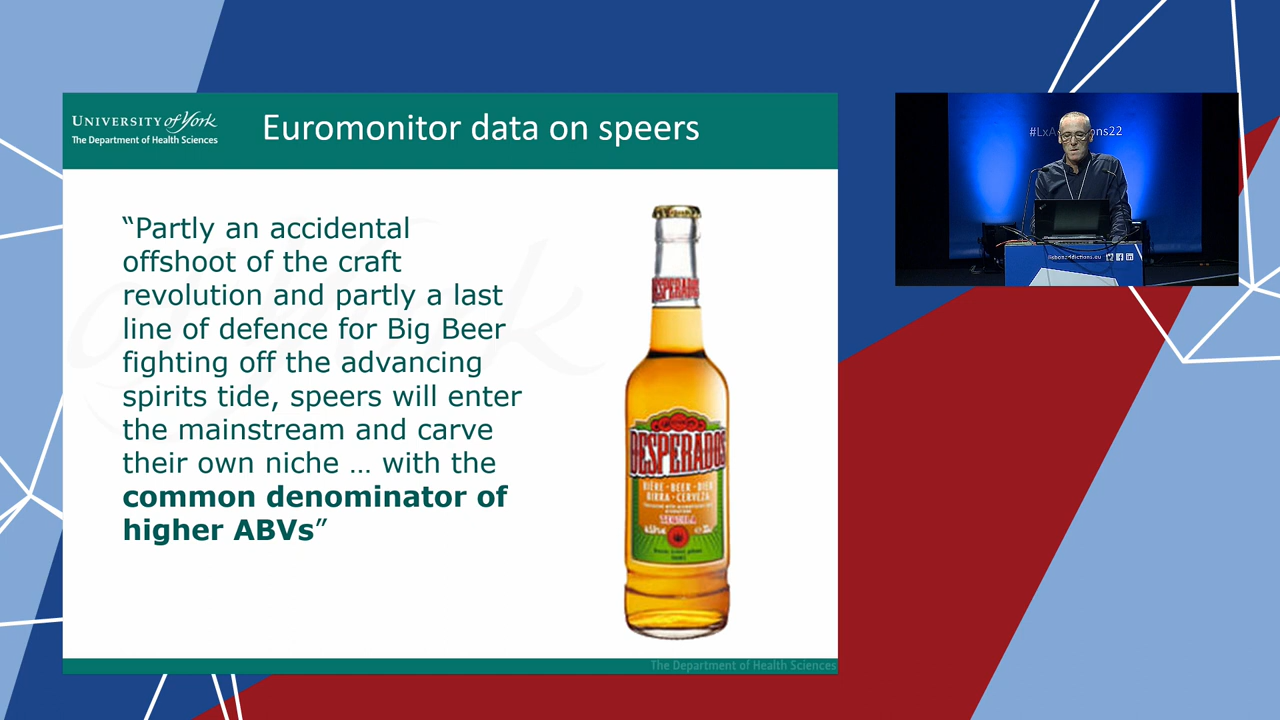 UNIVERSITY of York
The Department of Health Sciences
Euromonitor data on speers
“Partly an accidental
offshoot of the craft
revolution and partly a last
line of defence for Big Beer
fighting off the advancing
spirits tide, speers will enter
the mainstream and carve
their own niche … with the
common denominator of
higher ABVs”
DESPERADOS
DESPERADOS
BIÈRE · BEER · BIER
BIRRA · CERVEZA
TEQUILA
The Department of Health Sciences